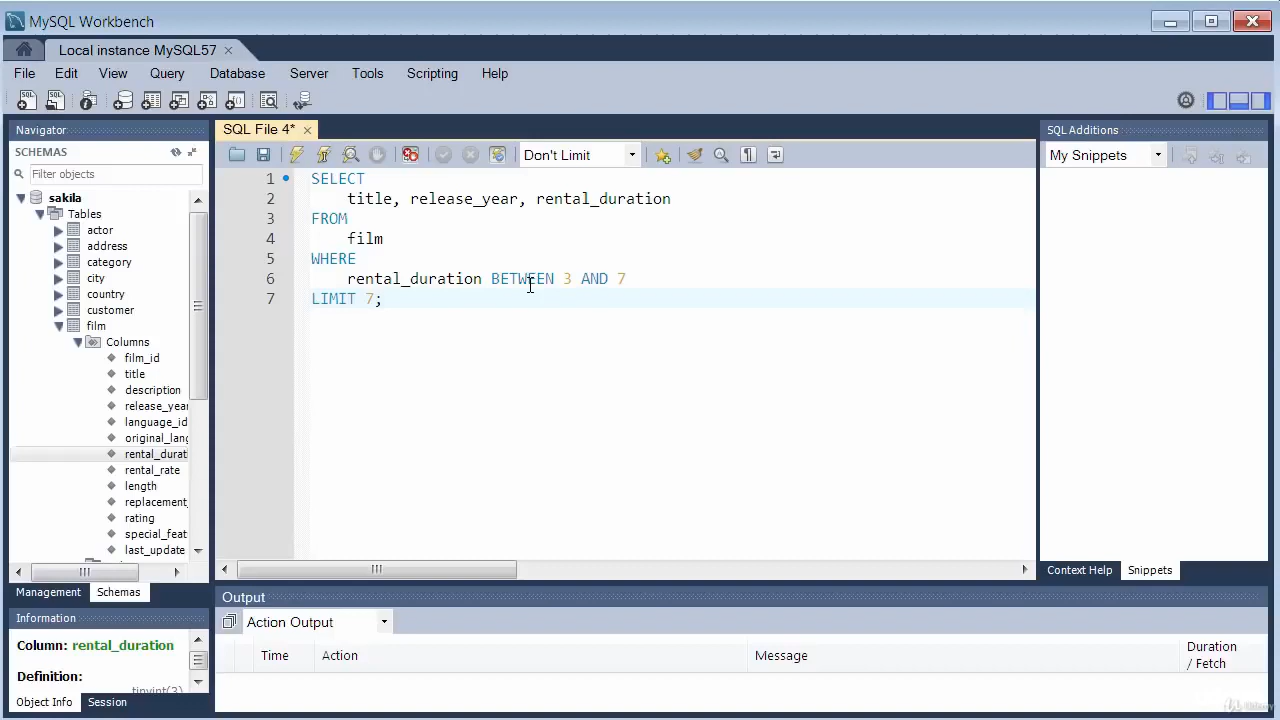 MySQL Workbench
Local instance MySQL57
File Edit View Query Database Server Tools Scripting Help
Navigator
SCHEMAS
Filter objects
sakila
Tables
actor
address
category
city
country
customer
film
Columns
film_id
title
description
release_year
language_id
original_lang
rental_durati
rental_rate
length
replacement_
rating
special_feat
last_update
Management Schemas
Information
Column: rental_duration
Definition:
tinyint(3)
Object Info Session
SQL File 4*
Don't Limit
1 SELECT
2 title, release_year, rental_duration
3 FROM
4 film
5 WHERE
6 rental_duration BETWEEN 3 AND 7
7 LIMIT 7;
SQL Additions
My Snippets
Context Help Snippets
Output
Action Output
Time Action Message Duration / Fetch
Udemy